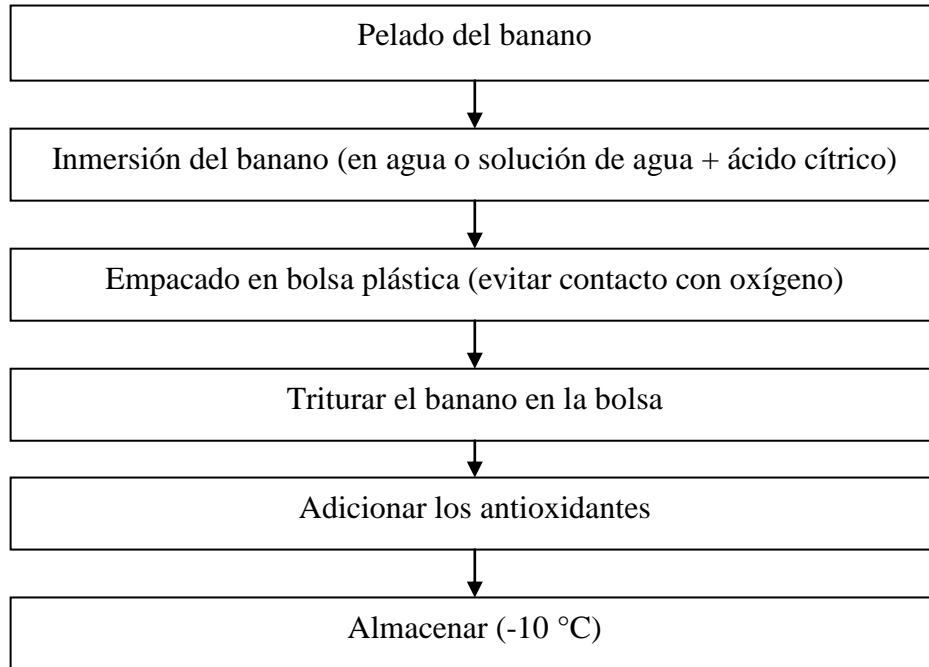 Pelado del banano
Inmersión del banano (en agua o solución de agua + ácido cítrico)
Empacado en bolsa plástica (evitar contacto con oxígeno)
Triturar el banano en la bolsa
Adicionar los antioxidantes
Almacenar (-10 °C)